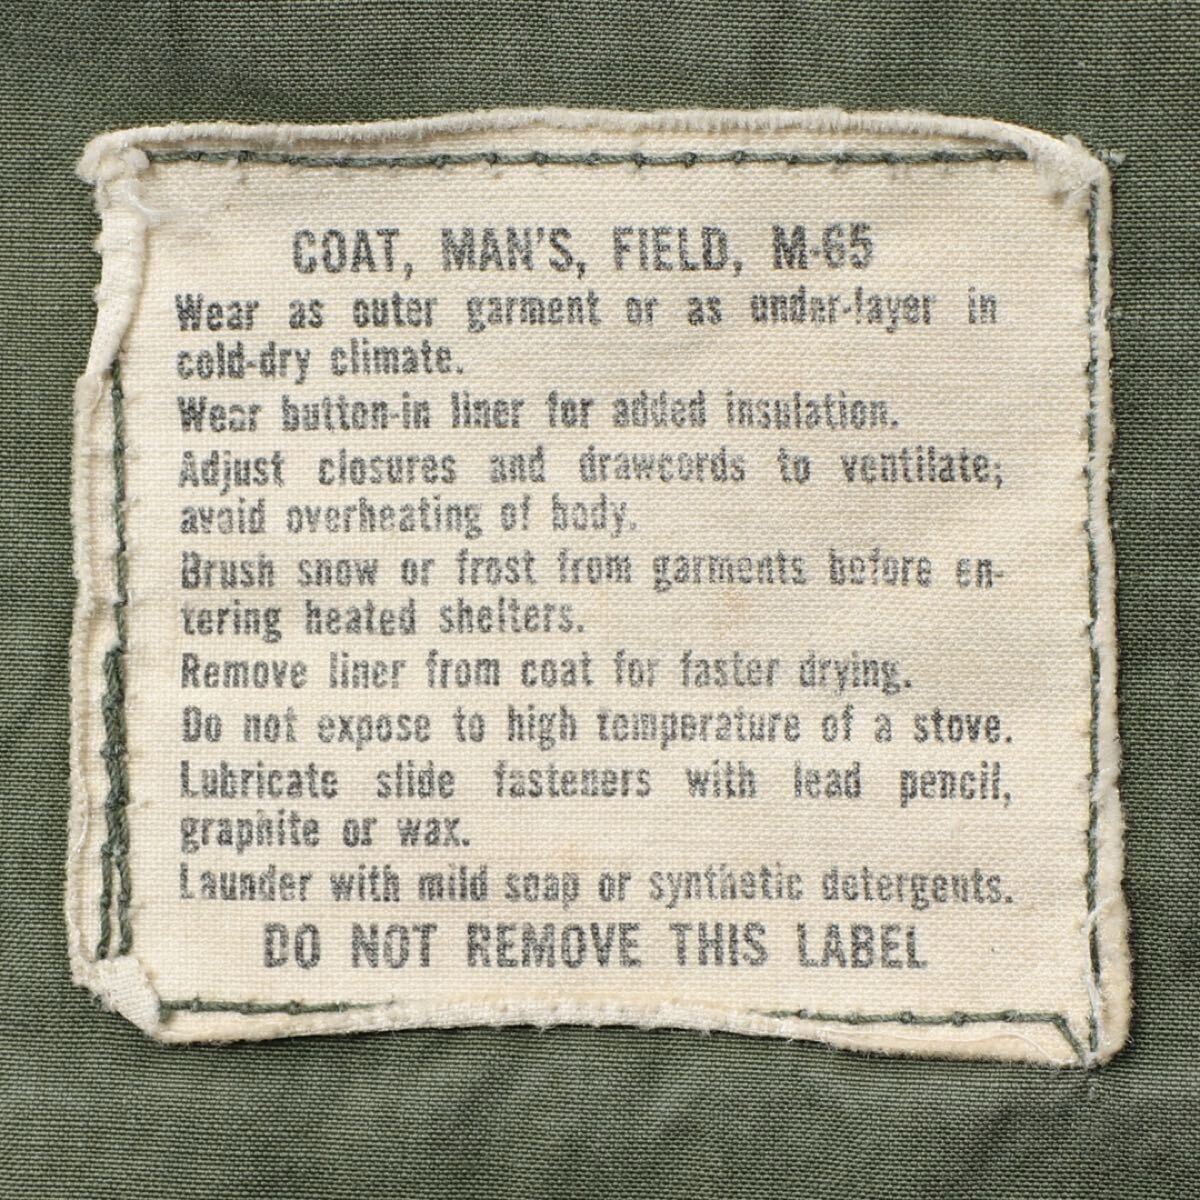 COAT, MAN'S, FIELD, M-65
Wear as outer garment or as under-layer in
cold-dry climate.
Wear button-in liner for added insulation.
Adjust closures and drawcords to ventilate;
avoid overheating of body.
Brush snow or frost from garments before en-
tering heated shelters.
Remove liner from coat for faster drying.
Do not expose to high temperature of a stove.
Lubricate slide fasteners with lead pencil,
graphite or wax.
Launder with mild soap or synthetic detergents.
DO NOT REMOVE THIS LABEL